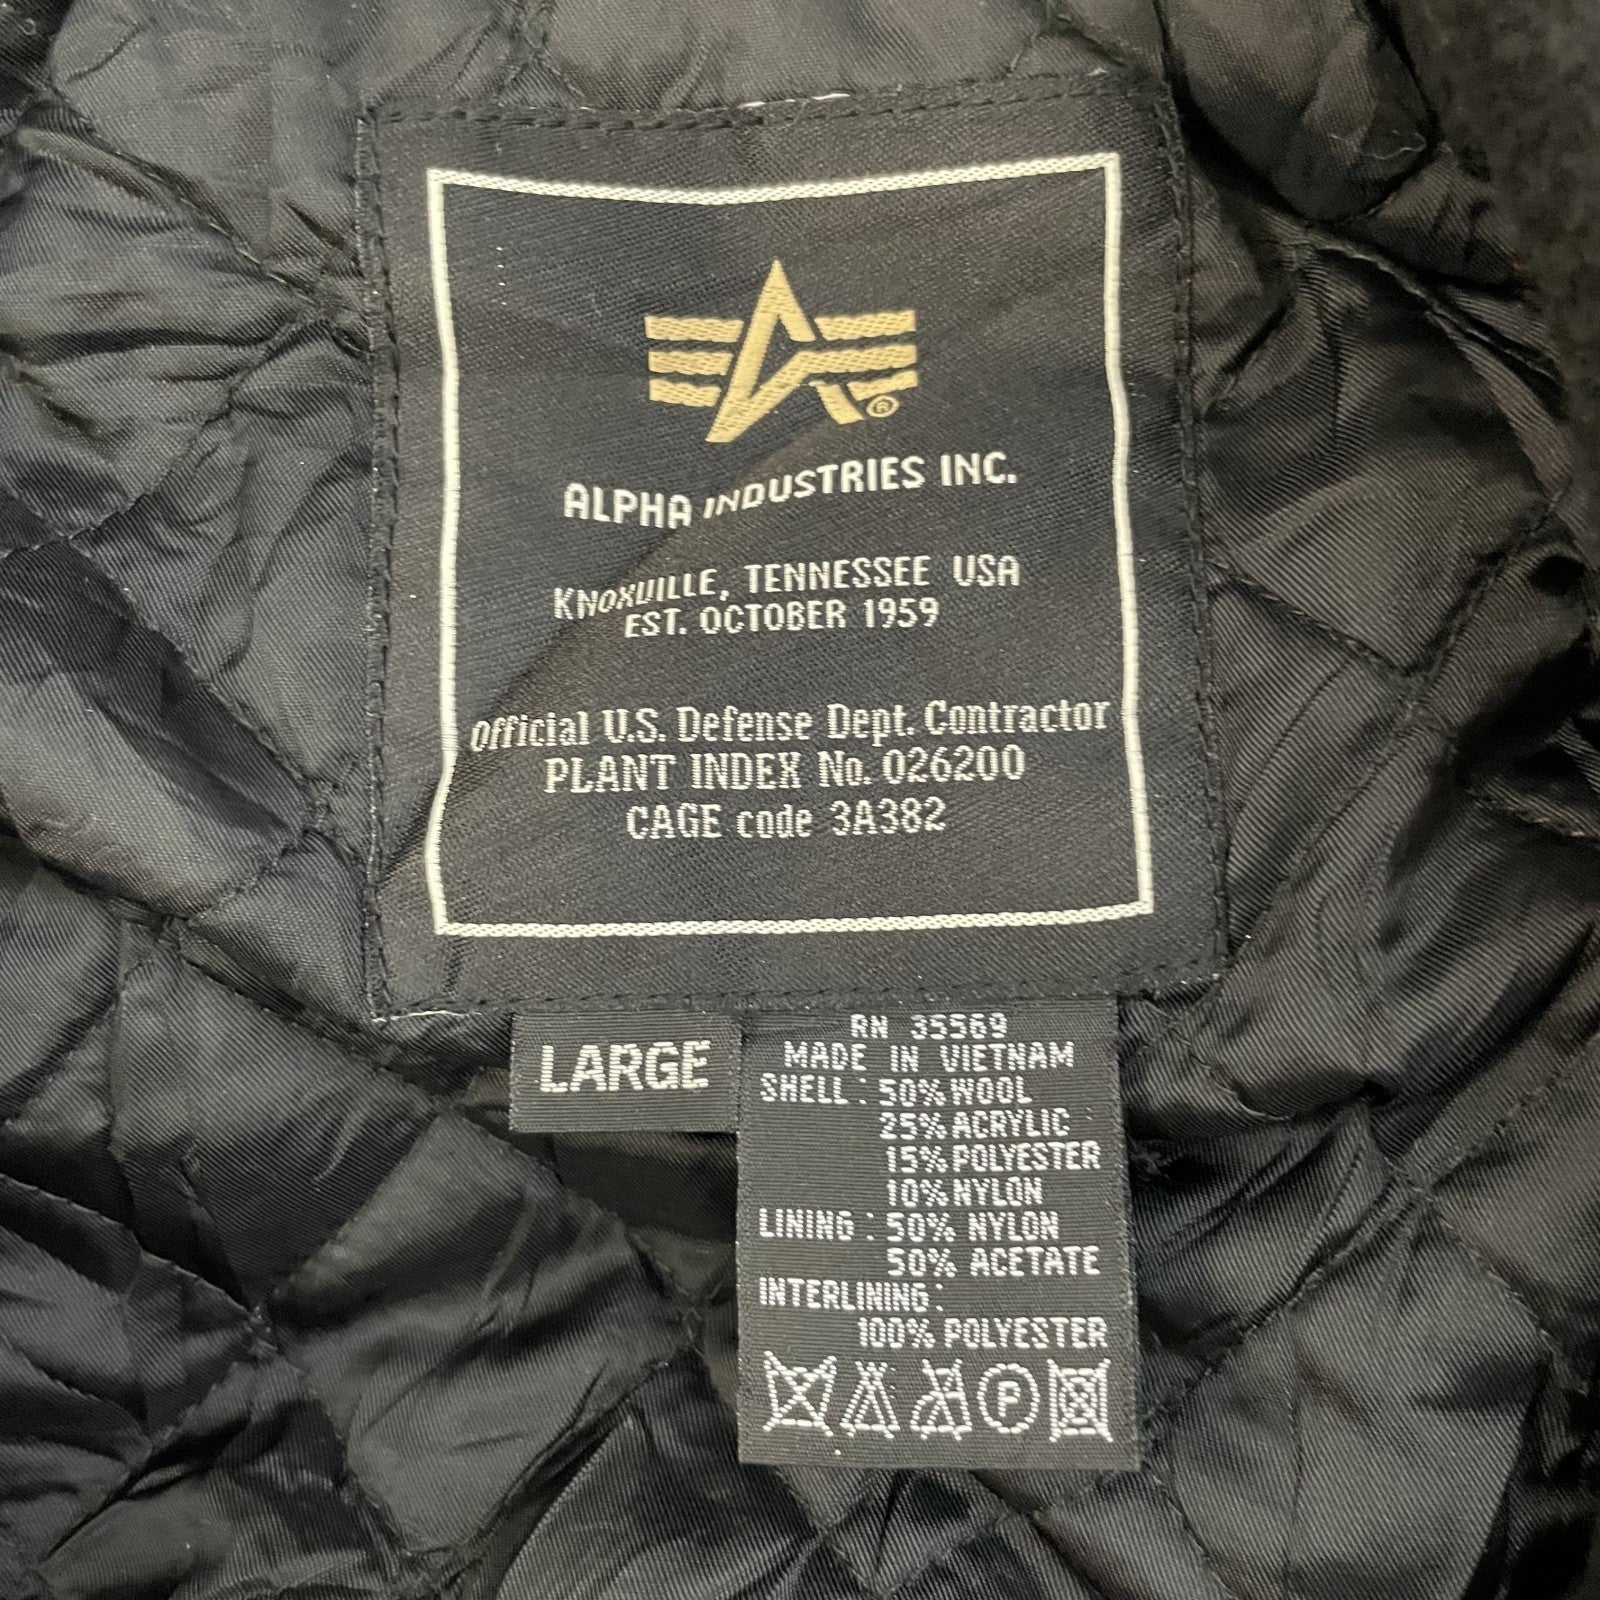 ®
ALPHA INDUSTRIES INC.
KNOXVILLE, TENNESSEE USA
EST. OCTOBER 1959
Official U.S. Defense Dept. Contractor
PLANT INDEX No. 026200
CAGE code 3A382
LARGE
RN 35569
MADE IN VIETNAM
SHELL : 50% WOOL
25% ACRYLIC
15% POLYESTER
10% NYLON
LINING : 50% NYLON
50% ACETATE
INTERLINING :
100% POLYESTER
P